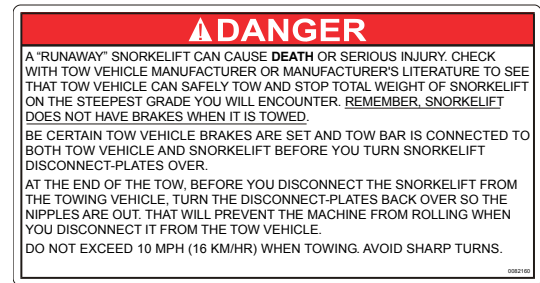 ⚠DANGER
A “RUNAWAY” SNORKELIFT CAN CAUSE DEATH OR SERIOUS INJURY. CHECK
WITH TOW VEHICLE MANUFACTURER OR MANUFACTURER'S LITERATURE TO SEE
THAT TOW VEHICLE CAN SAFELY TOW AND STOP TOTAL WEIGHT OF SNORKELIFT
ON THE STEEPEST GRADE YOU WILL ENCOUNTER. REMEMBER, SNORKELIFT
DOES NOT HAVE BRAKES WHEN IT IS TOWED.
BE CERTAIN TOW VEHICLE BRAKES ARE SET AND TOW BAR IS CONNECTED TO
BOTH TOW VEHICLE AND SNORKELIFT BEFORE YOU TURN SNORKELIFT
DISCONNECT-PLATES OVER.
AT THE END OF THE TOW, BEFORE YOU DISCONNECT THE SNORKELIFT FROM
THE TOWING VEHICLE, TURN THE DISCONNECT-PLATES BACK OVER SO THE
NIPPLES ARE OUT. THAT WILL PREVENT THE MACHINE FROM ROLLING WHEN
YOU DISCONNECT IT FROM THE TOW VEHICLE.
DO NOT EXCEED 10 MPH (16 KM/HR) WHEN TOWING. AVOID SHARP TURNS.
0082160